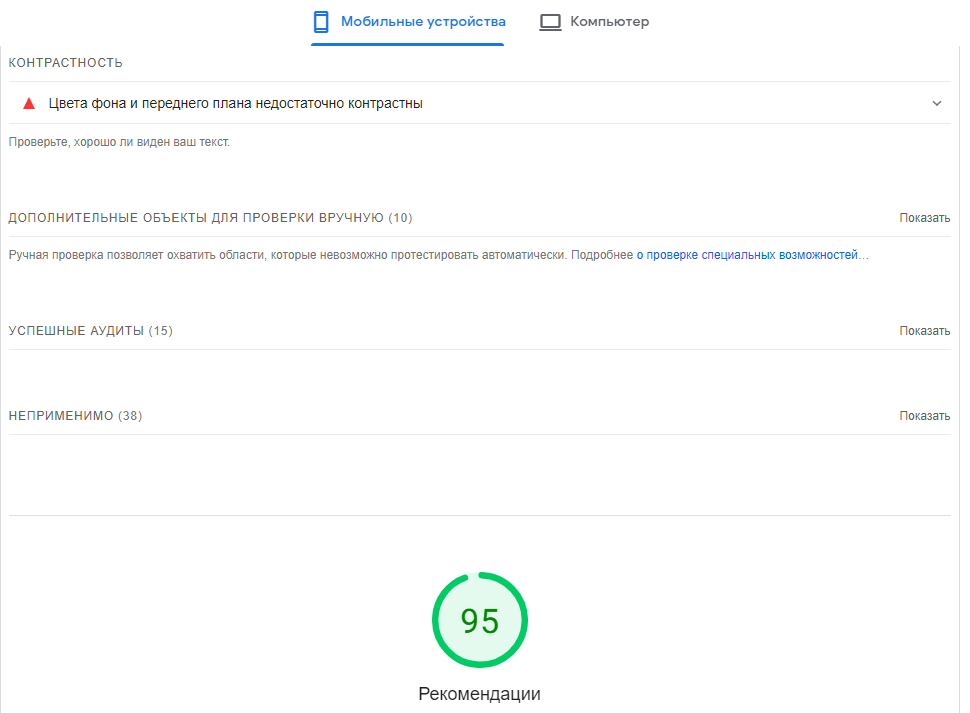 Мобильные устройства Компьютер
КОНТРАСТНОСТЬ
Цвета фона и переднего плана недостаточно контрастны
Проверьте, хорошо ли виден ваш текст.
ДОПОЛНИТЕЛЬНЫЕ ОБЪЕКТЫ ДЛЯ ПРОВЕРКИ ВРУЧНУЮ (10) Показать
Ручная проверка позволяет охватить области, которые невозможно протестировать автоматически. Подробнее о проверке специальных возможностей…
УСПЕШНЫЕ АУДИТЫ (15) Показать
НЕПРИМЕНИМО (38) Показать
95
Рекомендации